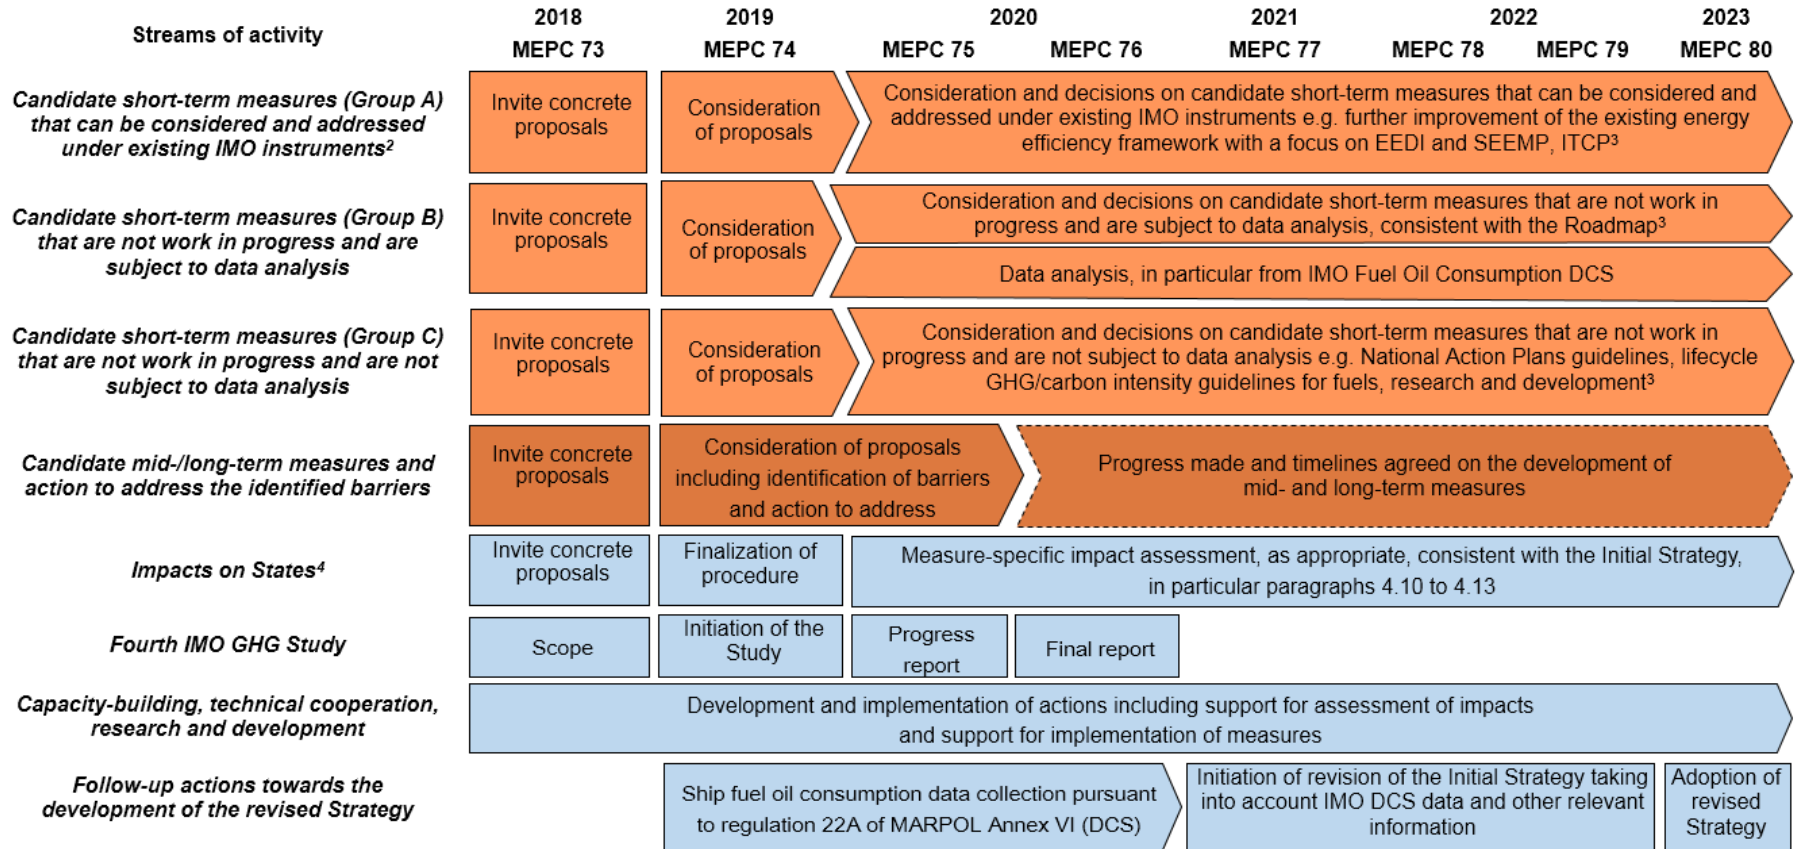 Streams of activity
2018
2019
2020
2021
2022
2023
MEPC 73
MEPC 74
MEPC 75
MEPC 76
MEPC 77
MEPC 78
MEPC 79
MEPC 80
Candidate short-term measures (Group A)
that can be considered and addressed
under existing IMO instruments²
Invite concrete
proposals
Consideration
of proposals
Consideration and decisions on candidate short-term measures that can be considered and
addressed under existing IMO instruments e.g. further improvement of the existing energy
efficiency framework with a focus on EEDI and SEEMP, ITCP³
Candidate short-term measures (Group B)
that are not work in progress and are
subject to data analysis
Invite concrete
proposals
Consideration
of proposals
Consideration and decisions on candidate short-term measures that are not work in
progress and are subject to data analysis, consistent with the Roadmap³
Data analysis, in particular from IMO Fuel Oil Consumption DCS
Candidate short-term measures (Group C)
that are not work in progress and are not
subject to data analysis
Invite concrete
proposals
Consideration
of proposals
Consideration and decisions on candidate short-term measures that are not work in
progress and are not subject to data analysis e.g. National Action Plans guidelines, lifecycle
GHG/carbon intensity guidelines for fuels, research and development³
Candidate mid-/long-term measures and
action to address the identified barriers
Invite concrete
proposals
Consideration of proposals
including identification of barriers
and action to address
Progress made and timelines agreed on the development of
mid- and long-term measures
Impacts on States⁴
Invite concrete
proposals
Finalization of
procedure
Measure-specific impact assessment, as appropriate, consistent with the Initial Strategy,
in particular paragraphs 4.10 to 4.13
Fourth IMO GHG Study
Scope
Initiation of the
Study
Progress
report
Final report
Capacity-building, technical cooperation,
research and development
Development and implementation of actions including support for assessment of impacts
and support for implementation of measures
Follow-up actions towards the
development of the revised Strategy
Ship fuel oil consumption data collection pursuant
to regulation 22A of MARPOL Annex VI (DCS)
Initiation of revision of the Initial Strategy taking
into account IMO DCS data and other relevant
information
Adoption of
revised
Strategy